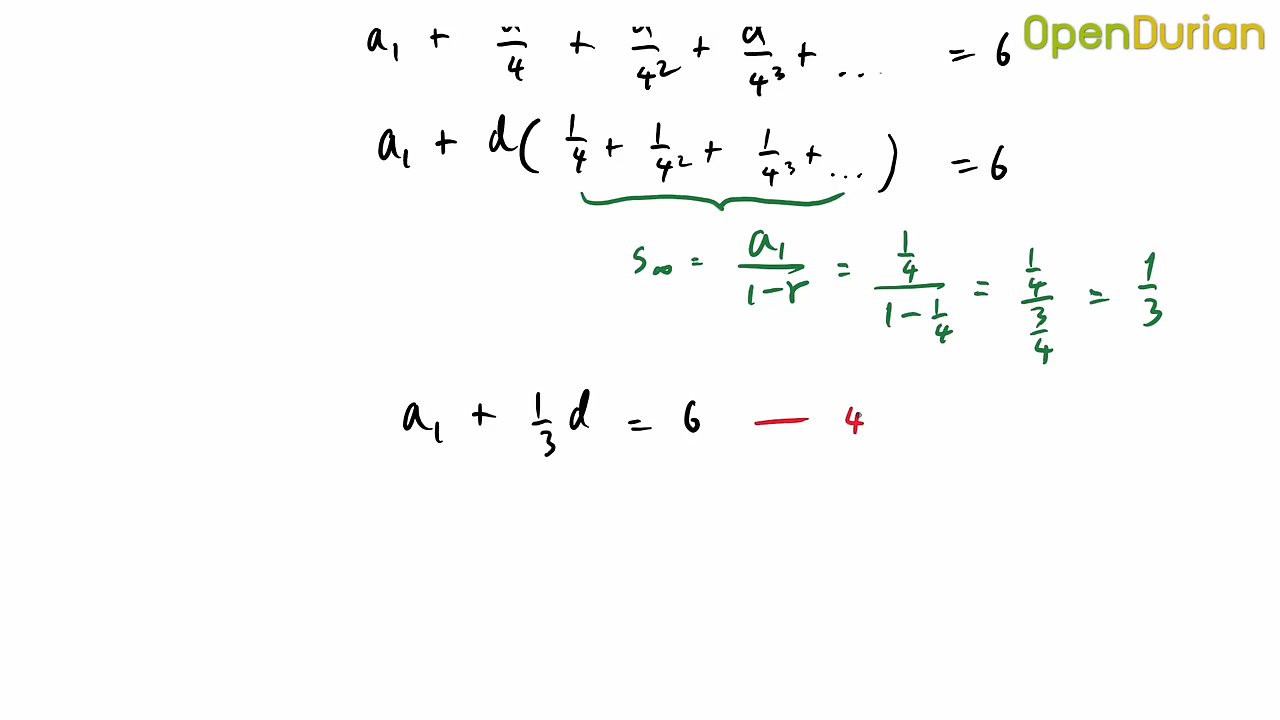 OpenDurian
a₁ + d/4 + d/4² + d/4³ + ... = 6
a₁ + d( 1/4 + 1/4² + 1/4³ + ... ) = 6
S∞ = a₁/(1-r) = (1/4)/(1 - 1/4) = (1/4)/(3/4) = 1/3
a₁ + 1/3 d = 6 — 4